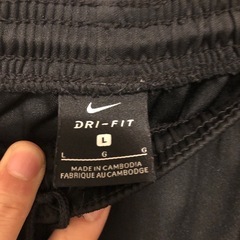 DRI-FIT
L
L G G
MADE IN CAMBODIA
FABRIQUE AU CAMBODGE